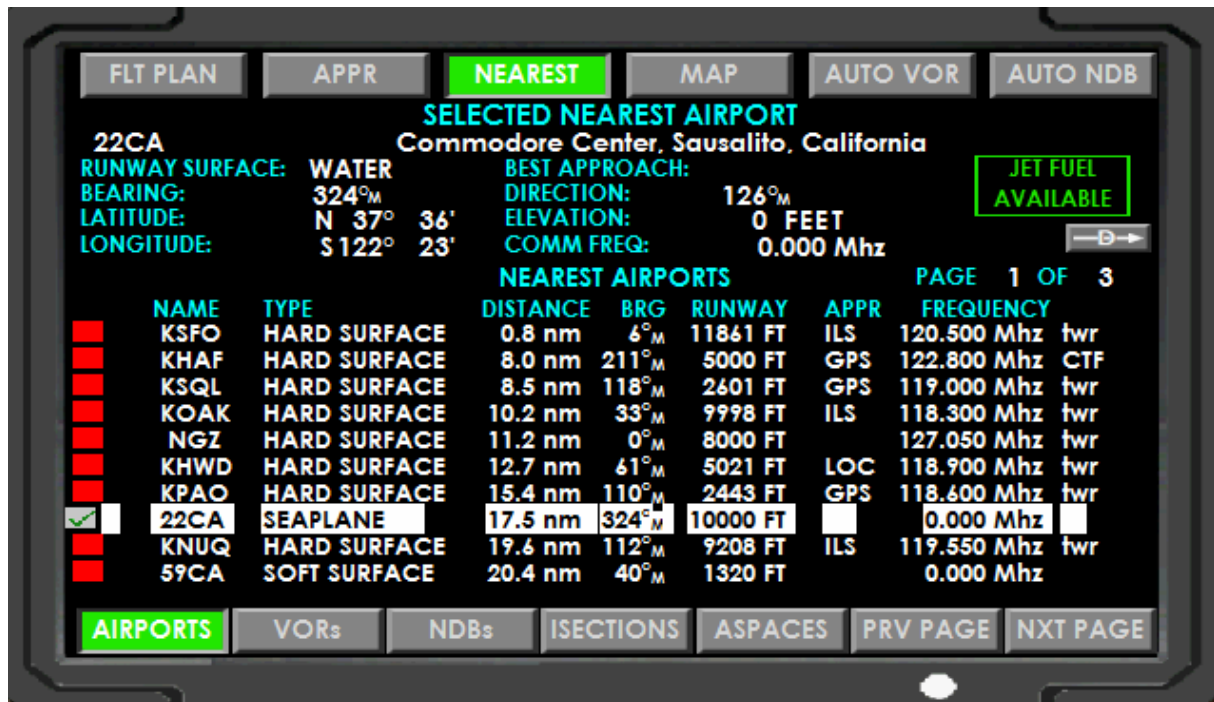 FLT PLAN APPR NEAREST MAP AUTO VOR AUTO NDB
SELECTED NEAREST AIRPORT
22CA Commodore Center, Sausalito, California
RUNWAY SURFACE: WATER BEST APPROACH: JET FUEL
BEARING: 324°M DIRECTION: 126°M AVAILABLE
LATITUDE: N 37° 36' ELEVATION: 0 FEET
LONGITUDE: S 122° 23' COMM FREQ: 0.000 Mhz D
NEAREST AIRPORTS PAGE 1 OF 3
NAME TYPE DISTANCE BRG RUNWAY APPR FREQUENCY
KSFO HARD SURFACE 0.8 nm 6°M 11861 FT ILS 120.500 Mhz twr
KHAF HARD SURFACE 8.0 nm 211°M 5000 FT GPS 122.800 Mhz CTF
KSQL HARD SURFACE 8.5 nm 118°M 2601 FT GPS 119.000 Mhz twr
KOAK HARD SURFACE 10.2 nm 33°M 9998 FT ILS 118.300 Mhz twr
NGZ HARD SURFACE 11.2 nm 0°M 8000 FT 127.050 Mhz twr
KHWD HARD SURFACE 12.7 nm 61°M 5021 FT LOC 118.900 Mhz twr
KPAO HARD SURFACE 15.4 nm 110°M 2443 FT GPS 118.600 Mhz twr
22CA SEAPLANE 17.5 nm 324°M 10000 FT 0.000 Mhz
KNUQ HARD SURFACE 19.6 nm 112°M 9208 FT ILS 119.550 Mhz twr
59CA SOFT SURFACE 20.4 nm 40°M 1320 FT 0.000 Mhz
AIRPORTS VORs NDBs ISECTIONS ASPACES PRV PAGE NXT PAGE